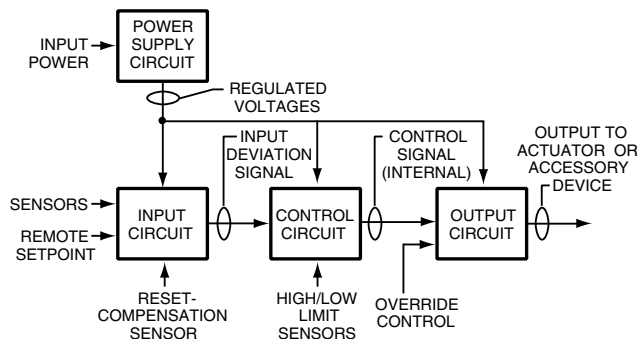 POWER
SUPPLY
CIRCUIT
INPUT
POWER
REGULATED
VOLTAGES
INPUT
DEVIATION
SIGNAL
CONTROL
SIGNAL
(INTERNAL)
OUTPUT TO
ACTUATOR OR
ACCESSORY
DEVICE
SENSORS
REMOTE
SETPOINT
INPUT
CIRCUIT
CONTROL
CIRCUIT
OUTPUT
CIRCUIT
RESET-
COMPENSATION
SENSOR
HIGH/LOW
LIMIT
SENSORS
OVERRIDE
CONTROL